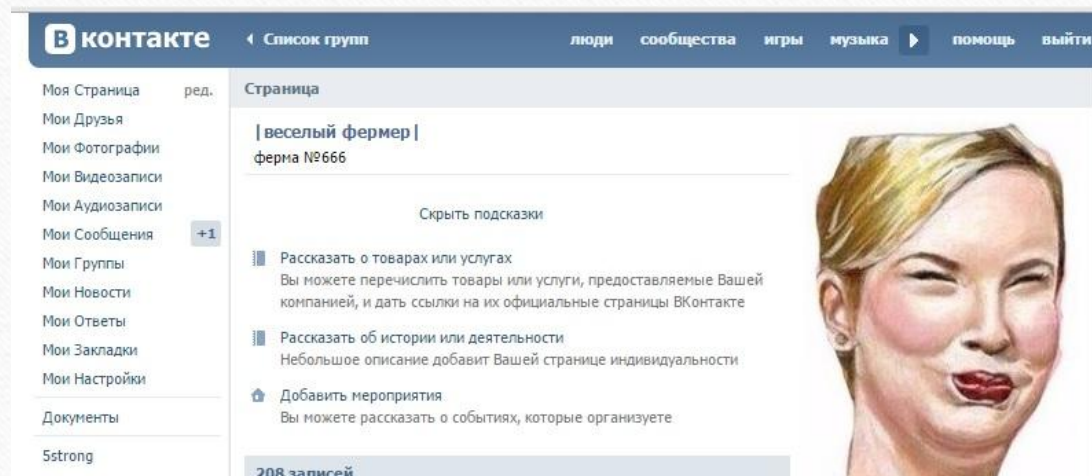 В контакте
Список групп
люди сообщества игры музыка помощь выйти
Моя Страница ред.
Мои Друзья
Мои Фотографии
Мои Видеозаписи
Мои Аудиозаписи
Мои Сообщения +1
Мои Группы
Мои Новости
Мои Ответы
Мои Закладки
Мои Настройки
Документы
5strong
Страница
|веселый фермер|
ферма №666
Скрыть подсказки
Рассказать о товарах или услугах
Вы можете перечислить товары или услуги, предоставляемые Вашей
компанией, и дать ссылки на их официальные страницы ВКонтакте
Рассказать об истории или деятельности
Небольшое описание добавит Вашей странице индивидуальности
Добавить мероприятия
Вы можете рассказать о событиях, которые организуете
208 записей